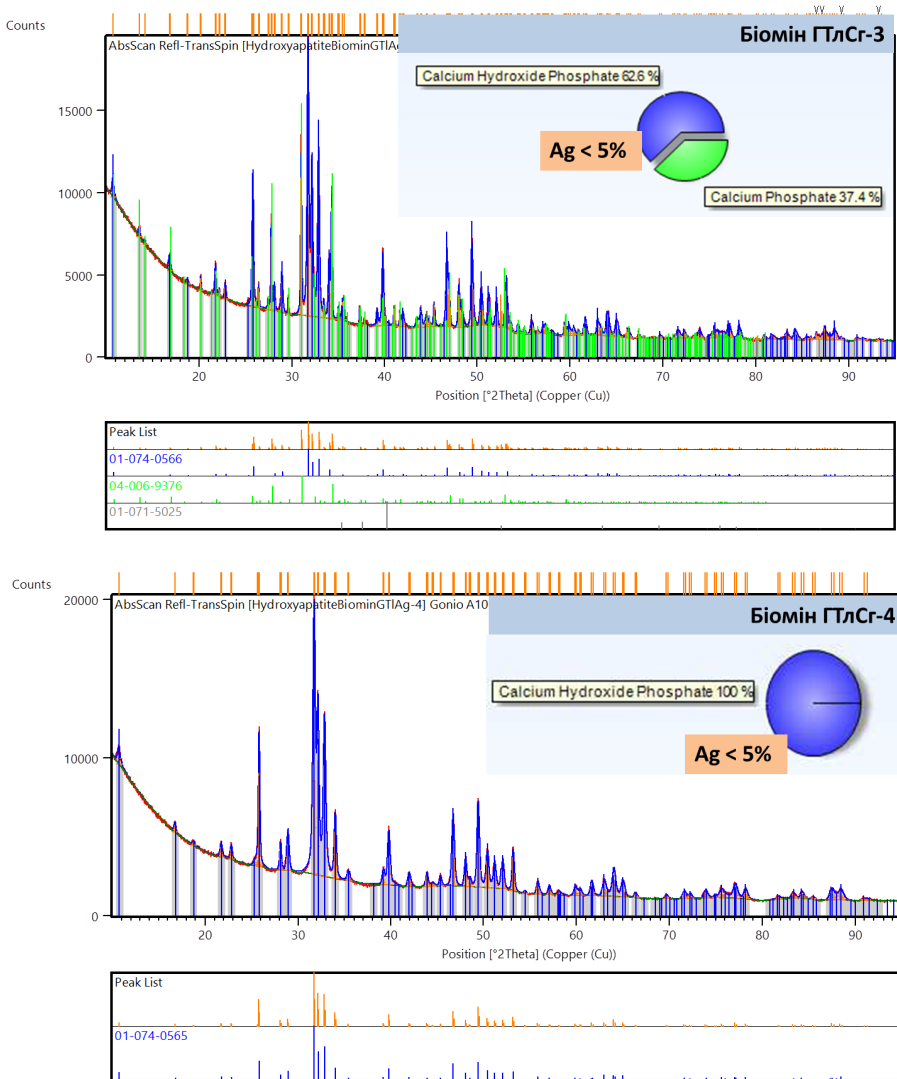 Counts
AbsScan Refl-TransSpin [HydroxyapatiteBiominGTlAg
Біомін ГТлСг-3
Calcium Hydroxide Phosphate 62.6 %
Ag < 5%
Calcium Phosphate 37.4 %
15000
10000
5000
0
20 30 40 50 60 70 80 90
Position [°2Theta] (Copper (Cu))
Peak List
01-074-0566
04-006-9376
01-071-5025
Counts
20000
AbsScan Refl-TransSpin [HydroxyapatiteBiominGTlAg-4] Gonio A10
Біомін ГТлСг-4
Calcium Hydroxide Phosphate 100 %
Ag < 5%
10000
0
20 30 40 50 60 70 80 90
Position [°2Theta] (Copper (Cu))
Peak List
01-074-0565